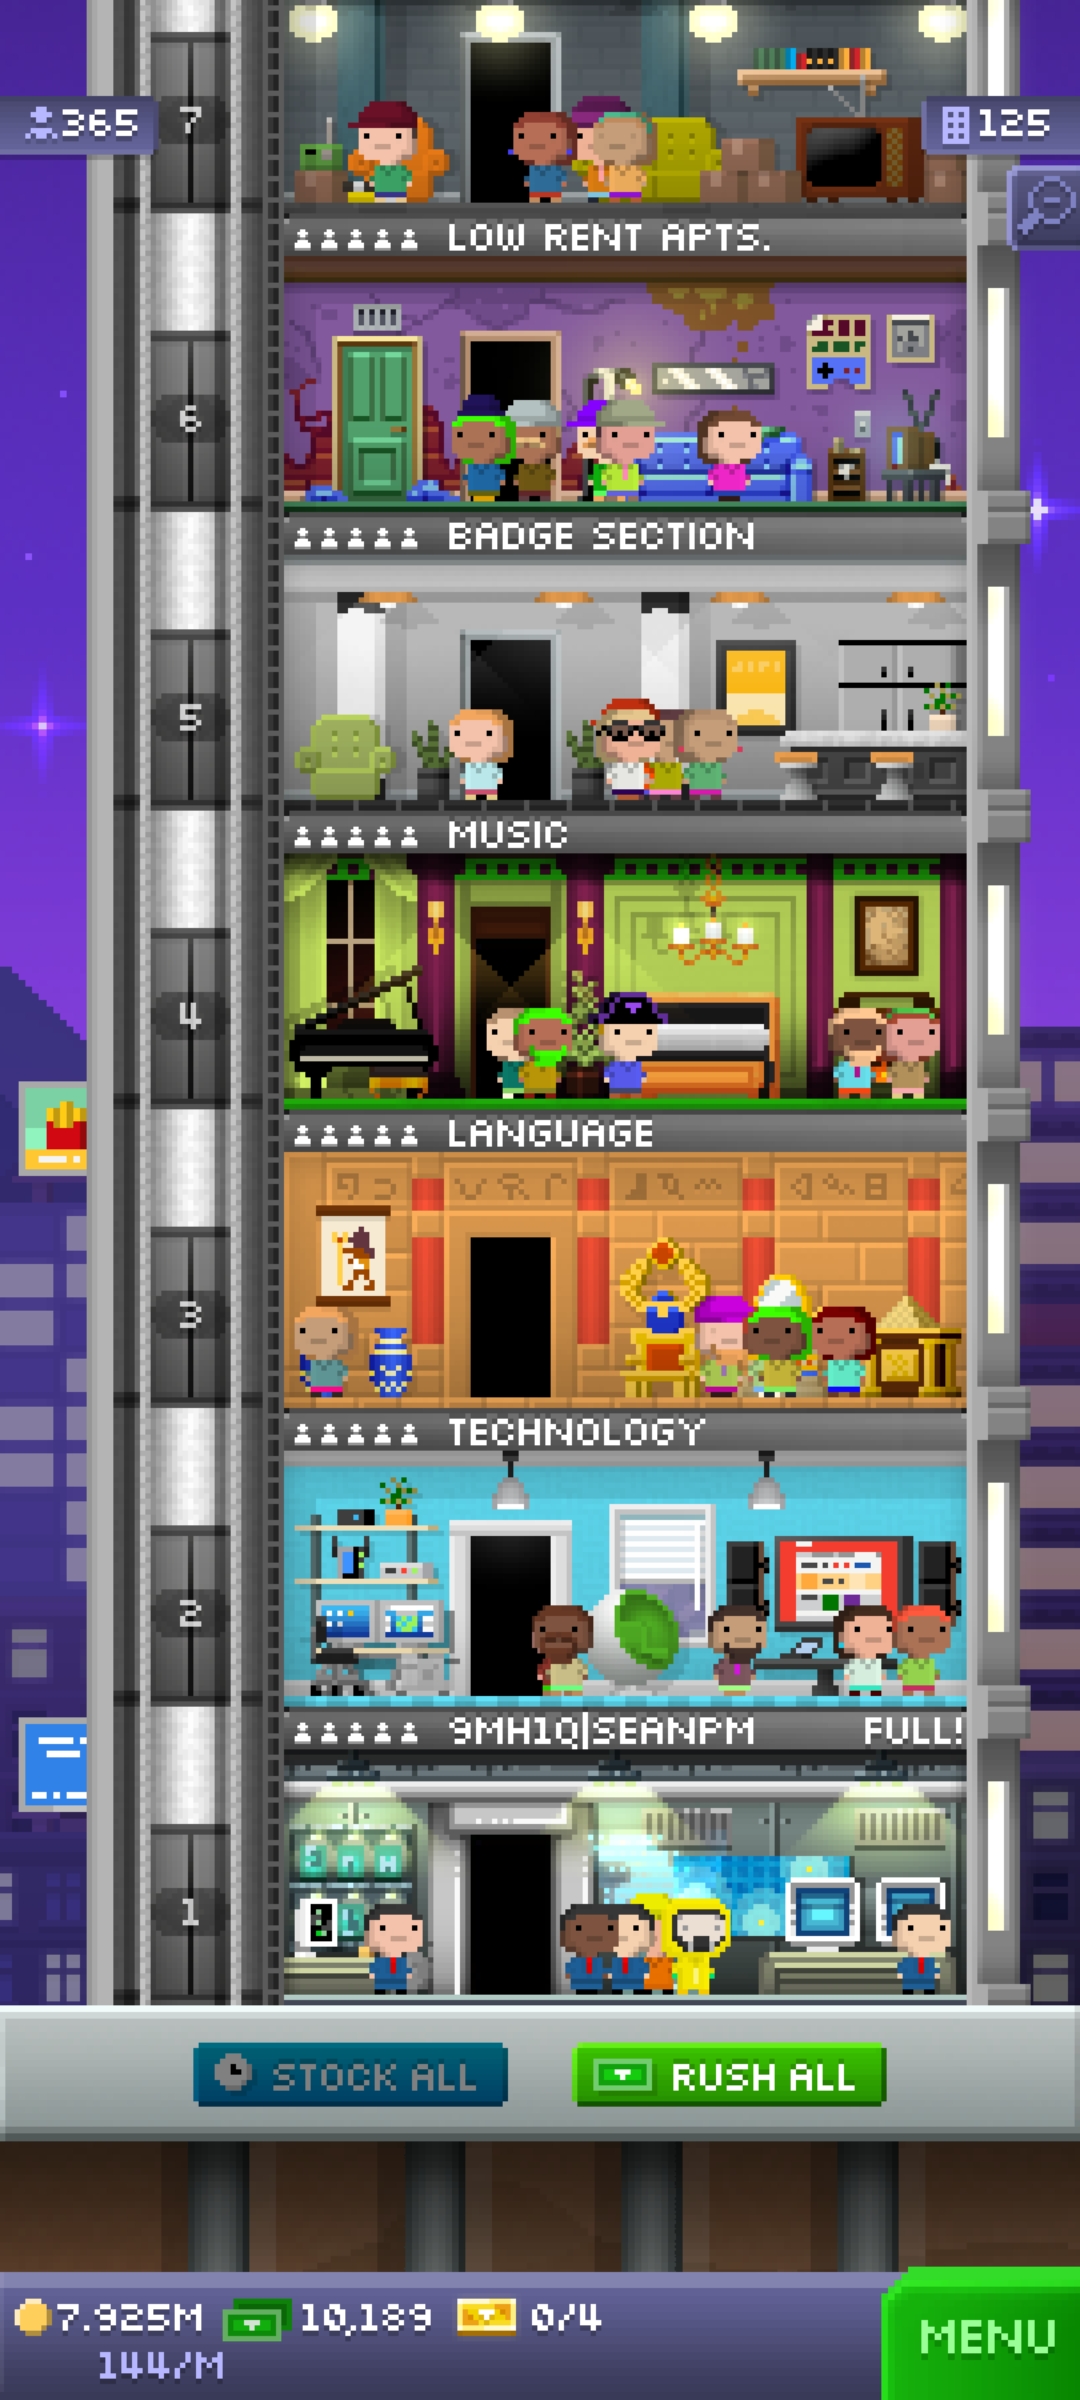 365
7
125
LOW RENT APTS.
6
BADGE SECTION
5
MUSIC
4
LANGUAGE
3
TECHNOLOGY
2
9MH1Q|SEANPM FULL!
1
STOCK ALL
RUSH ALL
7.925M 10,189 0/4
144/M
MENU